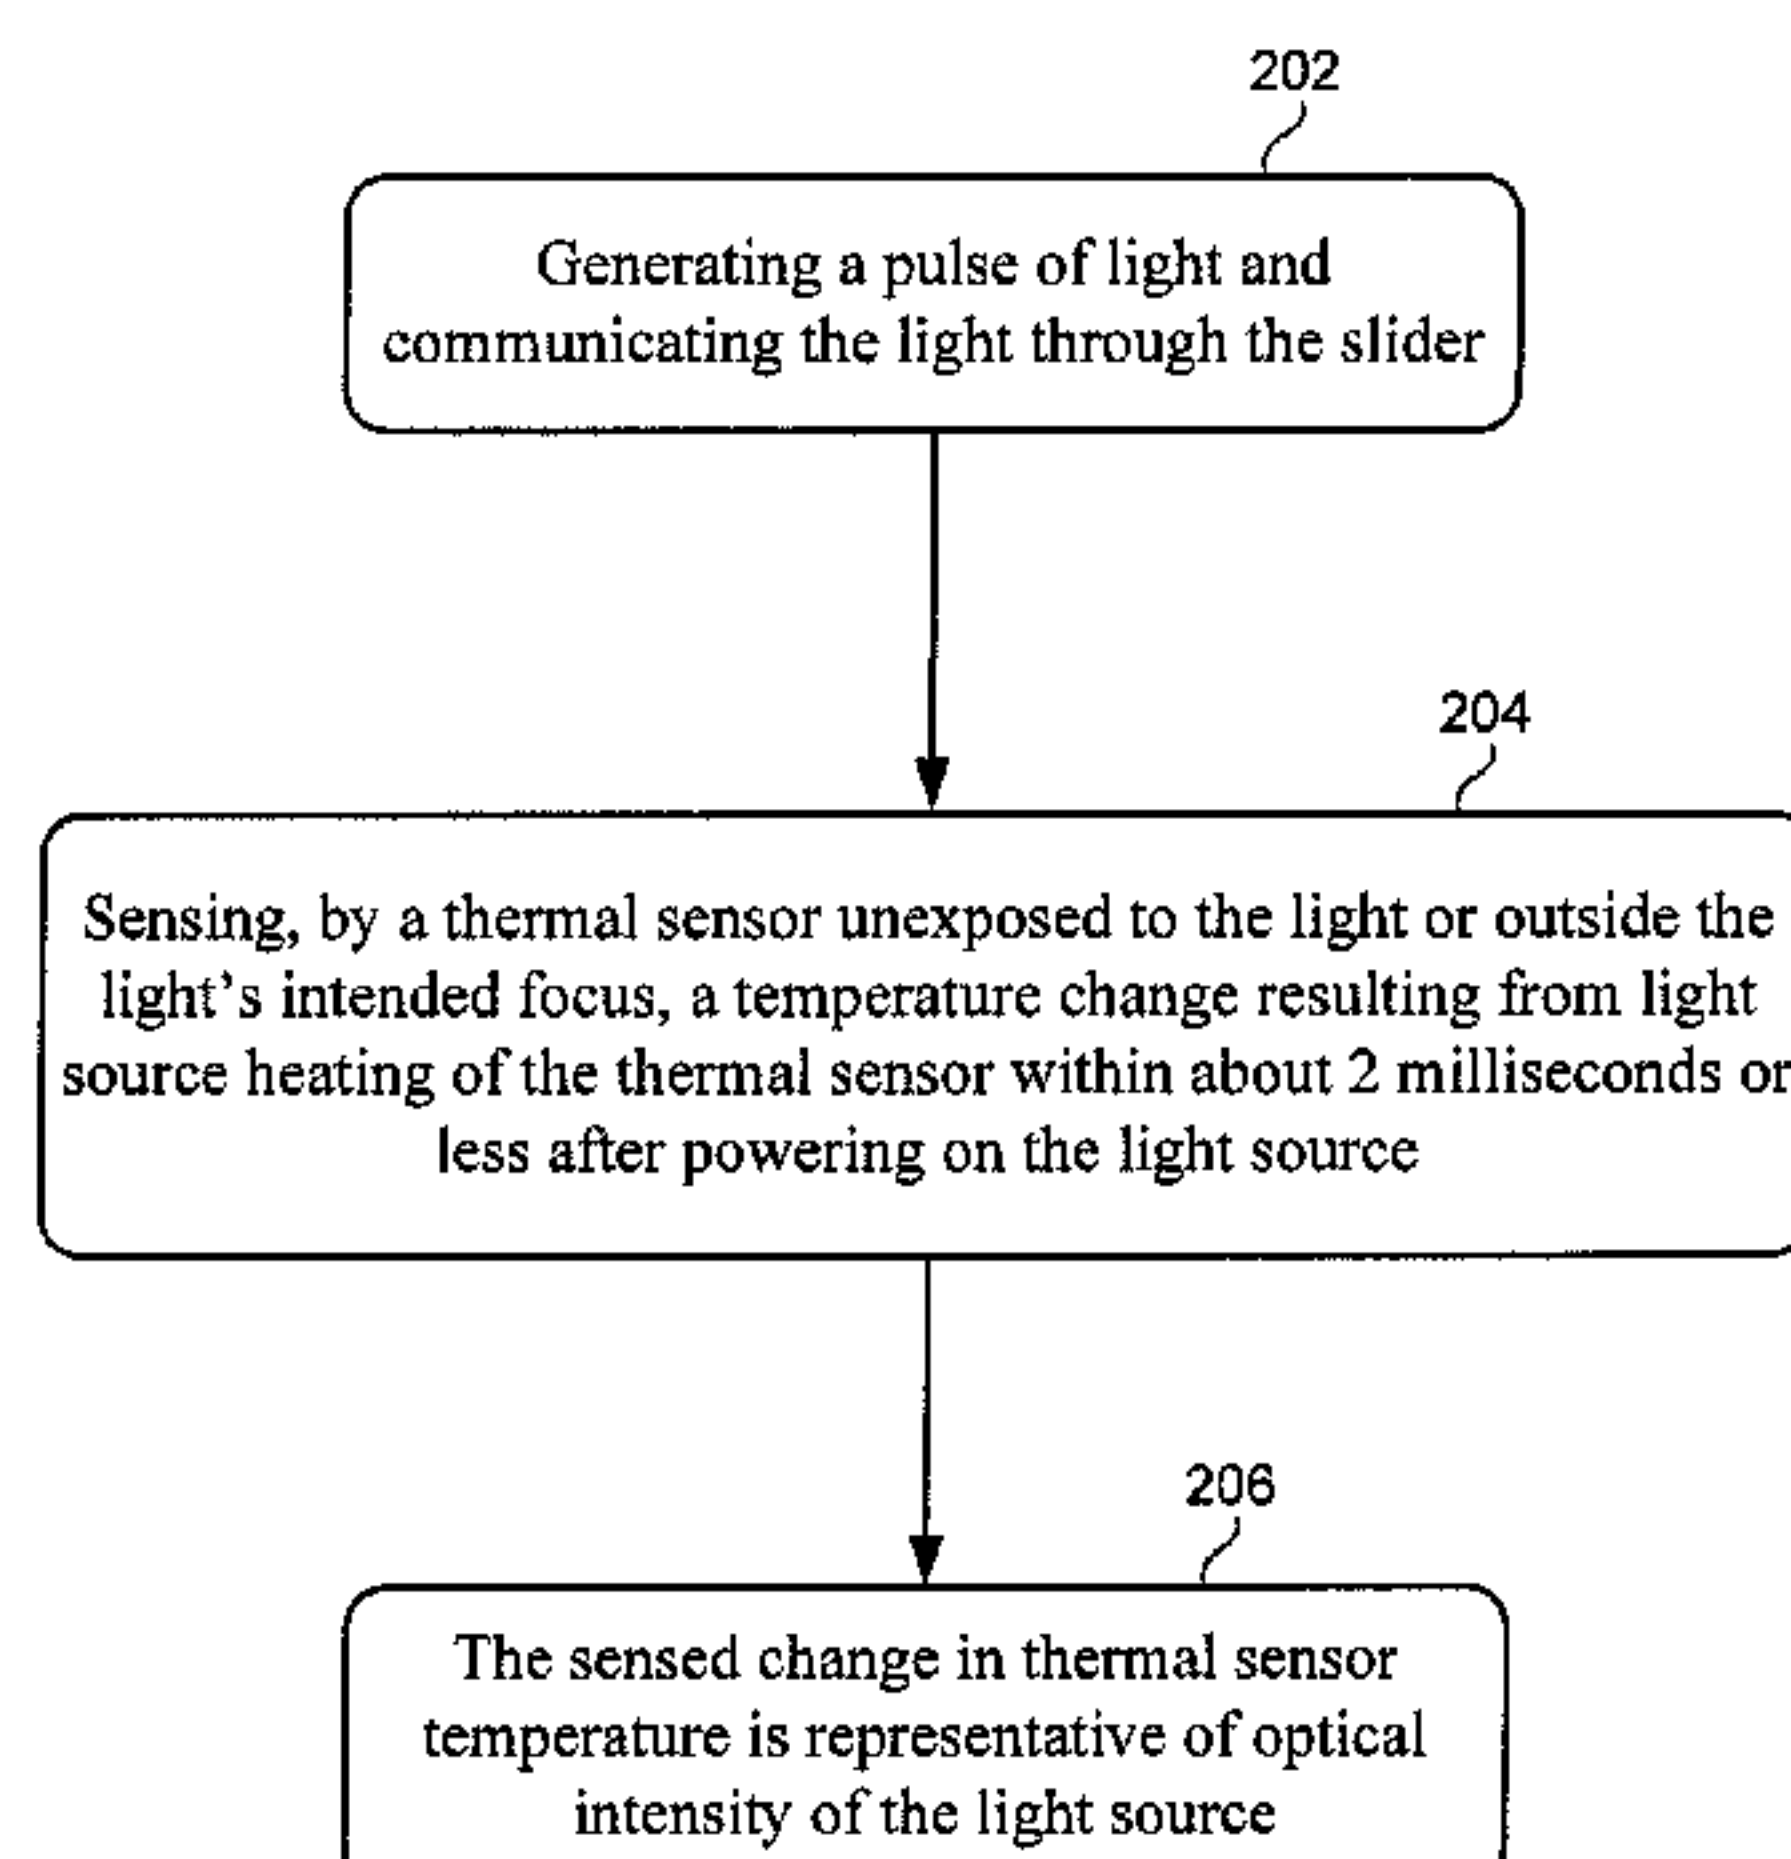 202
Generating a pulse of light and
communicating the light through the slider
204
Sensing, by a thermal sensor unexposed to the light or outside the
light's intended focus, a temperature change resulting from light
source heating of the thermal sensor within about 2 milliseconds or
less after powering on the light source
206
The sensed change in thermal sensor
temperature is representative of optical
intensity of the light source